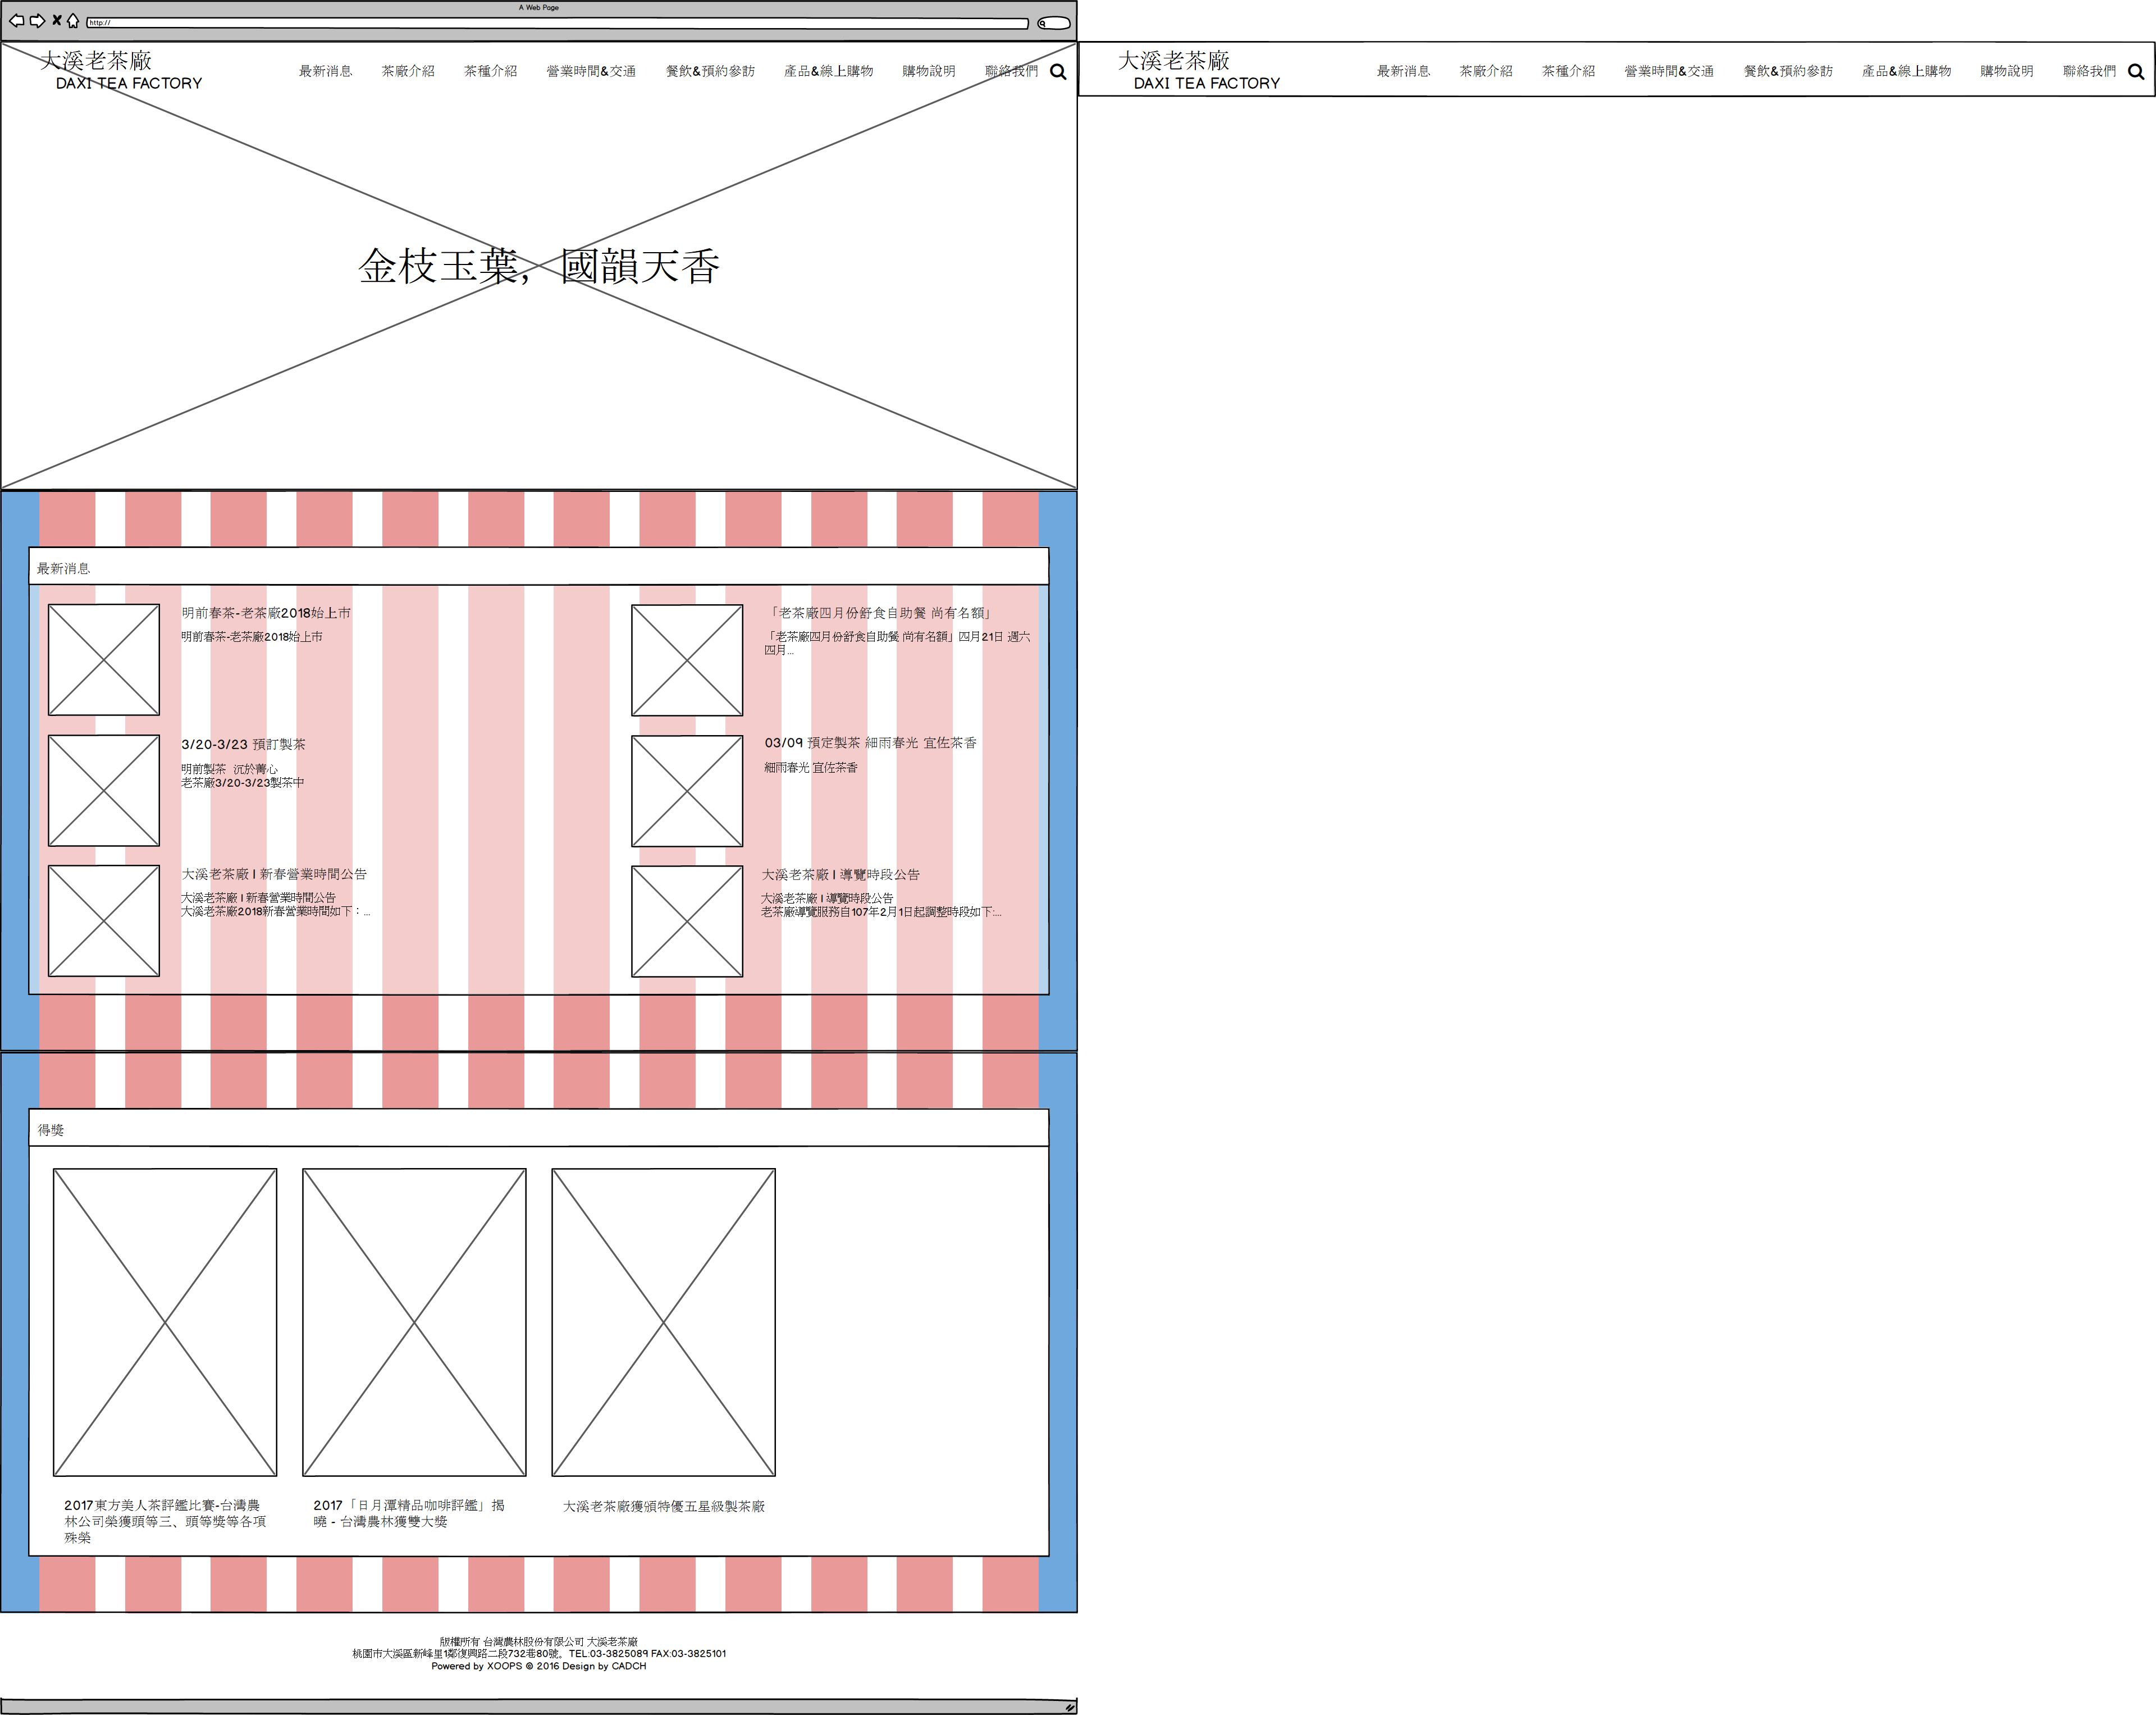 A Web Page
http://
大溪老茶廠
DAXI TEA FACTORY
最新消息 茶廠介紹 茶種介紹 營業時間&交通 餐飲&預約參訪 產品&線上購物 購物說明 聯絡我們
大溪老茶廠
DAXI TEA FACTORY
最新消息 茶廠介紹 茶種介紹 營業時間&交通 餐飲&預約參訪 產品&線上購物 購物說明 聯絡我們
金枝玉葉，國韻天香
最新消息
明前春茶-老茶廠2018始上市
明前春茶-老茶廠2018始上市
「老茶廠四月份舒食自助餐 尚有名額」
「老茶廠四月份舒食自助餐 尚有名額」四月21日 週六
四月...
3/20-3/23 預訂製茶
明前製茶 沉於菁心
老茶廠3/20-3/23製茶中
03/09 預定製茶 細雨春光 宜佐茶香
細雨春光 宜佐茶香
大溪老茶廠 | 新春營業時間公告
大溪老茶廠 | 新春營業時間公告
大溪老茶廠2018新春營業時間如下：...
大溪老茶廠 | 導覽時段公告
大溪老茶廠 | 導覽時段公告
老茶廠導覽服務自107年2月1日起調整時段如下:...
得獎
2017東方美人茶評鑑比賽-台灣農
林公司榮獲頭等三、頭等獎等各項
殊榮
2017「日月潭精品咖啡評鑑」揭
曉 - 台灣農林獲雙大獎
大溪老茶廠獲頒特優五星級製茶廠
版權所有 台灣農林股份有限公司 大溪老茶廠
桃園市大溪區新峰里1鄰復興路二段732巷80號。TEL:03-3825089 FAX:03-3825101
Powered by XOOPS © 2016 Design by CADCH